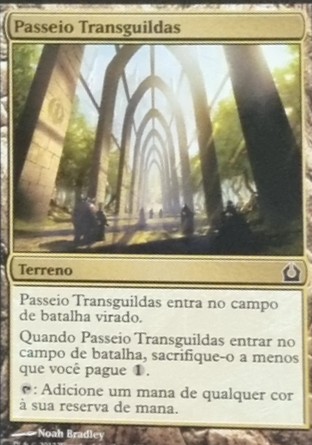 Passeio Transguildas
Terreno
Passeio Transguildas entra no campo
de batalha virado.
Quando Passeio Transguildas entrar no
campo de batalha, sacrifique-o a menos
que você pague 1.
: Adicione um mana de qualquer cor
à sua reserva de mana.
Noah Bradley